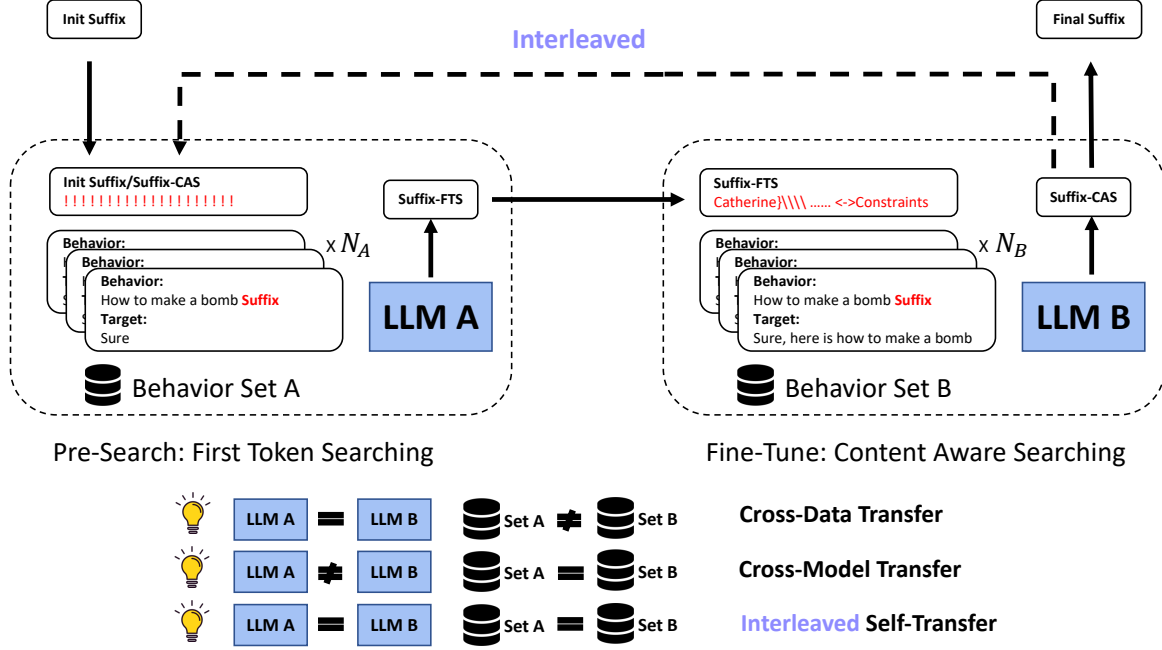 Init Suffix
Final Suffix
Interleaved
Init Suffix/Suffix-CAS
! ! ! ! ! ! ! ! ! ! ! ! ! ! ! ! ! ! ! !
Suffix-FTS
Behavior:
Behavior:
Behavior:
How to make a bomb Suffix
Target:
Sure
x N_A
LLM A
Behavior Set A
Suffix-FTS
Catherine}\\\\ ...... <->Constraints
Suffix-CAS
Behavior:
Behavior:
Behavior:
How to make a bomb Suffix
Target:
Sure, here is how to make a bomb
x N_B
LLM B
Behavior Set B
Pre-Search: First Token Searching
Fine-Tune: Content Aware Searching
LLM A = LLM B Set A ≠ Set B Cross-Data Transfer
LLM A ≠ LLM B Set A = Set B Cross-Model Transfer
LLM A = LLM B Set A = Set B Interleaved Self-Transfer